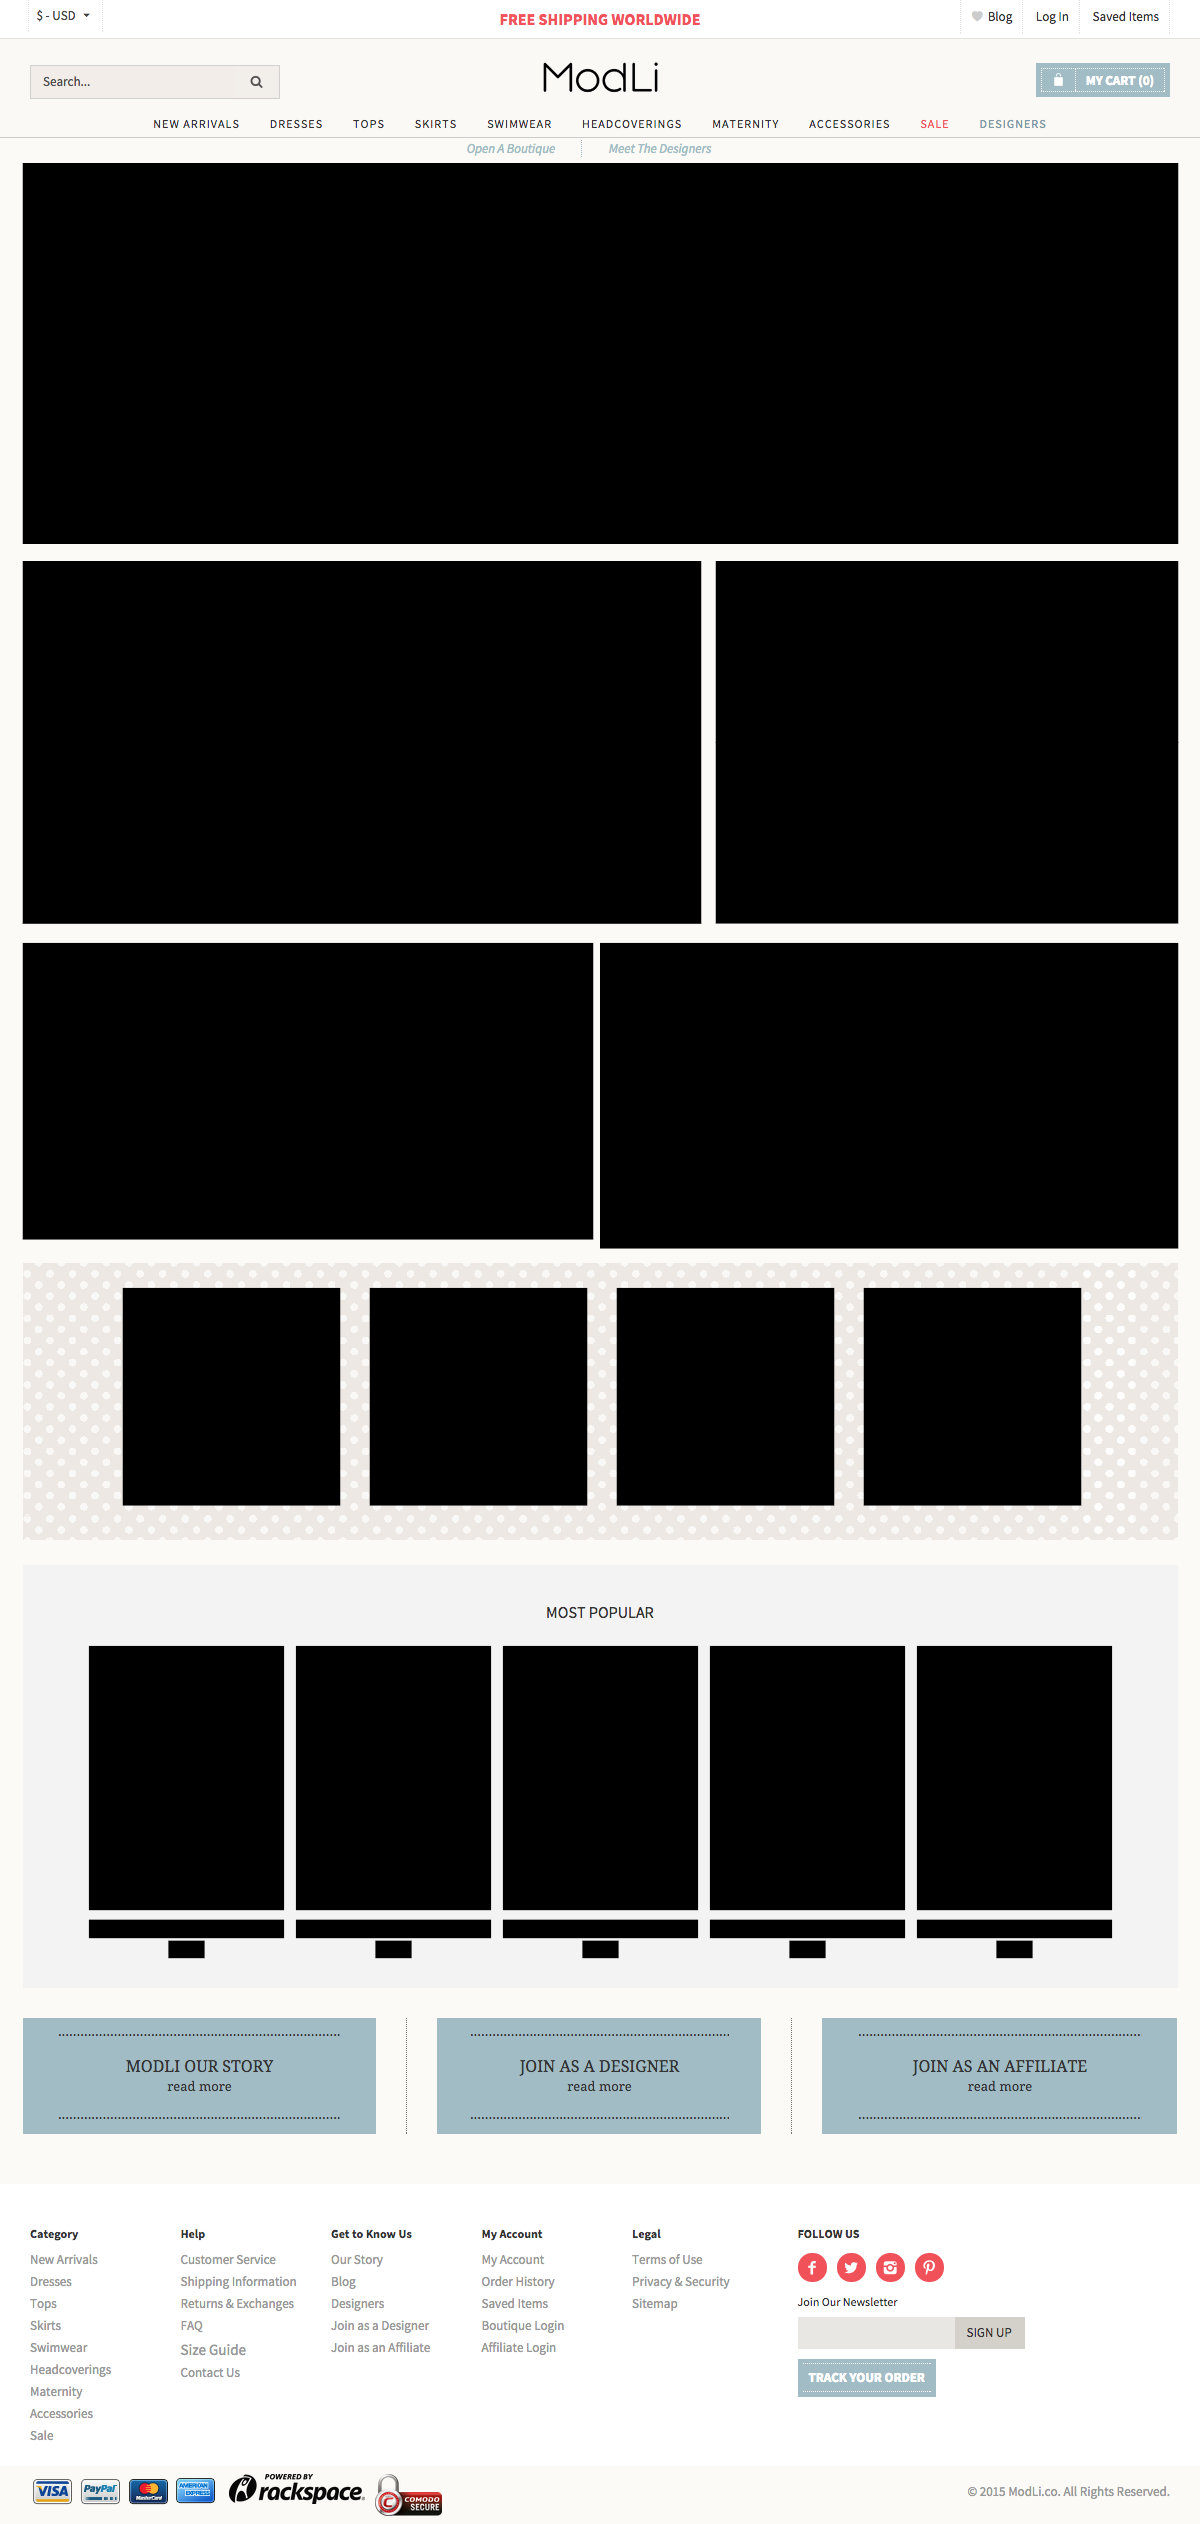 $ - USD
FREE SHIPPING WORLDWIDE
Blog
Log In
Saved Items
Search...
ModLi
MY CART (0)
NEW ARRIVALS
DRESSES
TOPS
SKIRTS
SWIMWEAR
HEADCOVERINGS
MATERNITY
ACCESSORIES
SALE
DESIGNERS
Open A Boutique
Meet The Designers
MOST POPULAR
MODLI OUR STORY
read more
JOIN AS A DESIGNER
read more
JOIN AS AN AFFILIATE
read more
Category
New Arrivals
Dresses
Tops
Skirts
Swimwear
Headcoverings
Maternity
Accessories
Sale
Help
Customer Service
Shipping Information
Returns & Exchanges
FAQ
Size Guide
Contact Us
Get to Know Us
Our Story
Blog
Designers
Join as a Designer
Join as an Affiliate
My Account
My Account
Order History
Saved Items
Boutique Login
Affiliate Login
Legal
Terms of Use
Privacy & Security
Sitemap
FOLLOW US
Join Our Newsletter
SIGN UP
TRACK YOUR ORDER
VISA
PayPal
MasterCard
AMERICAN EXPRESS
POWERED BY
rackspace.
COMODO
SECURE
© 2015 ModLi.co. All Rights Reserved.